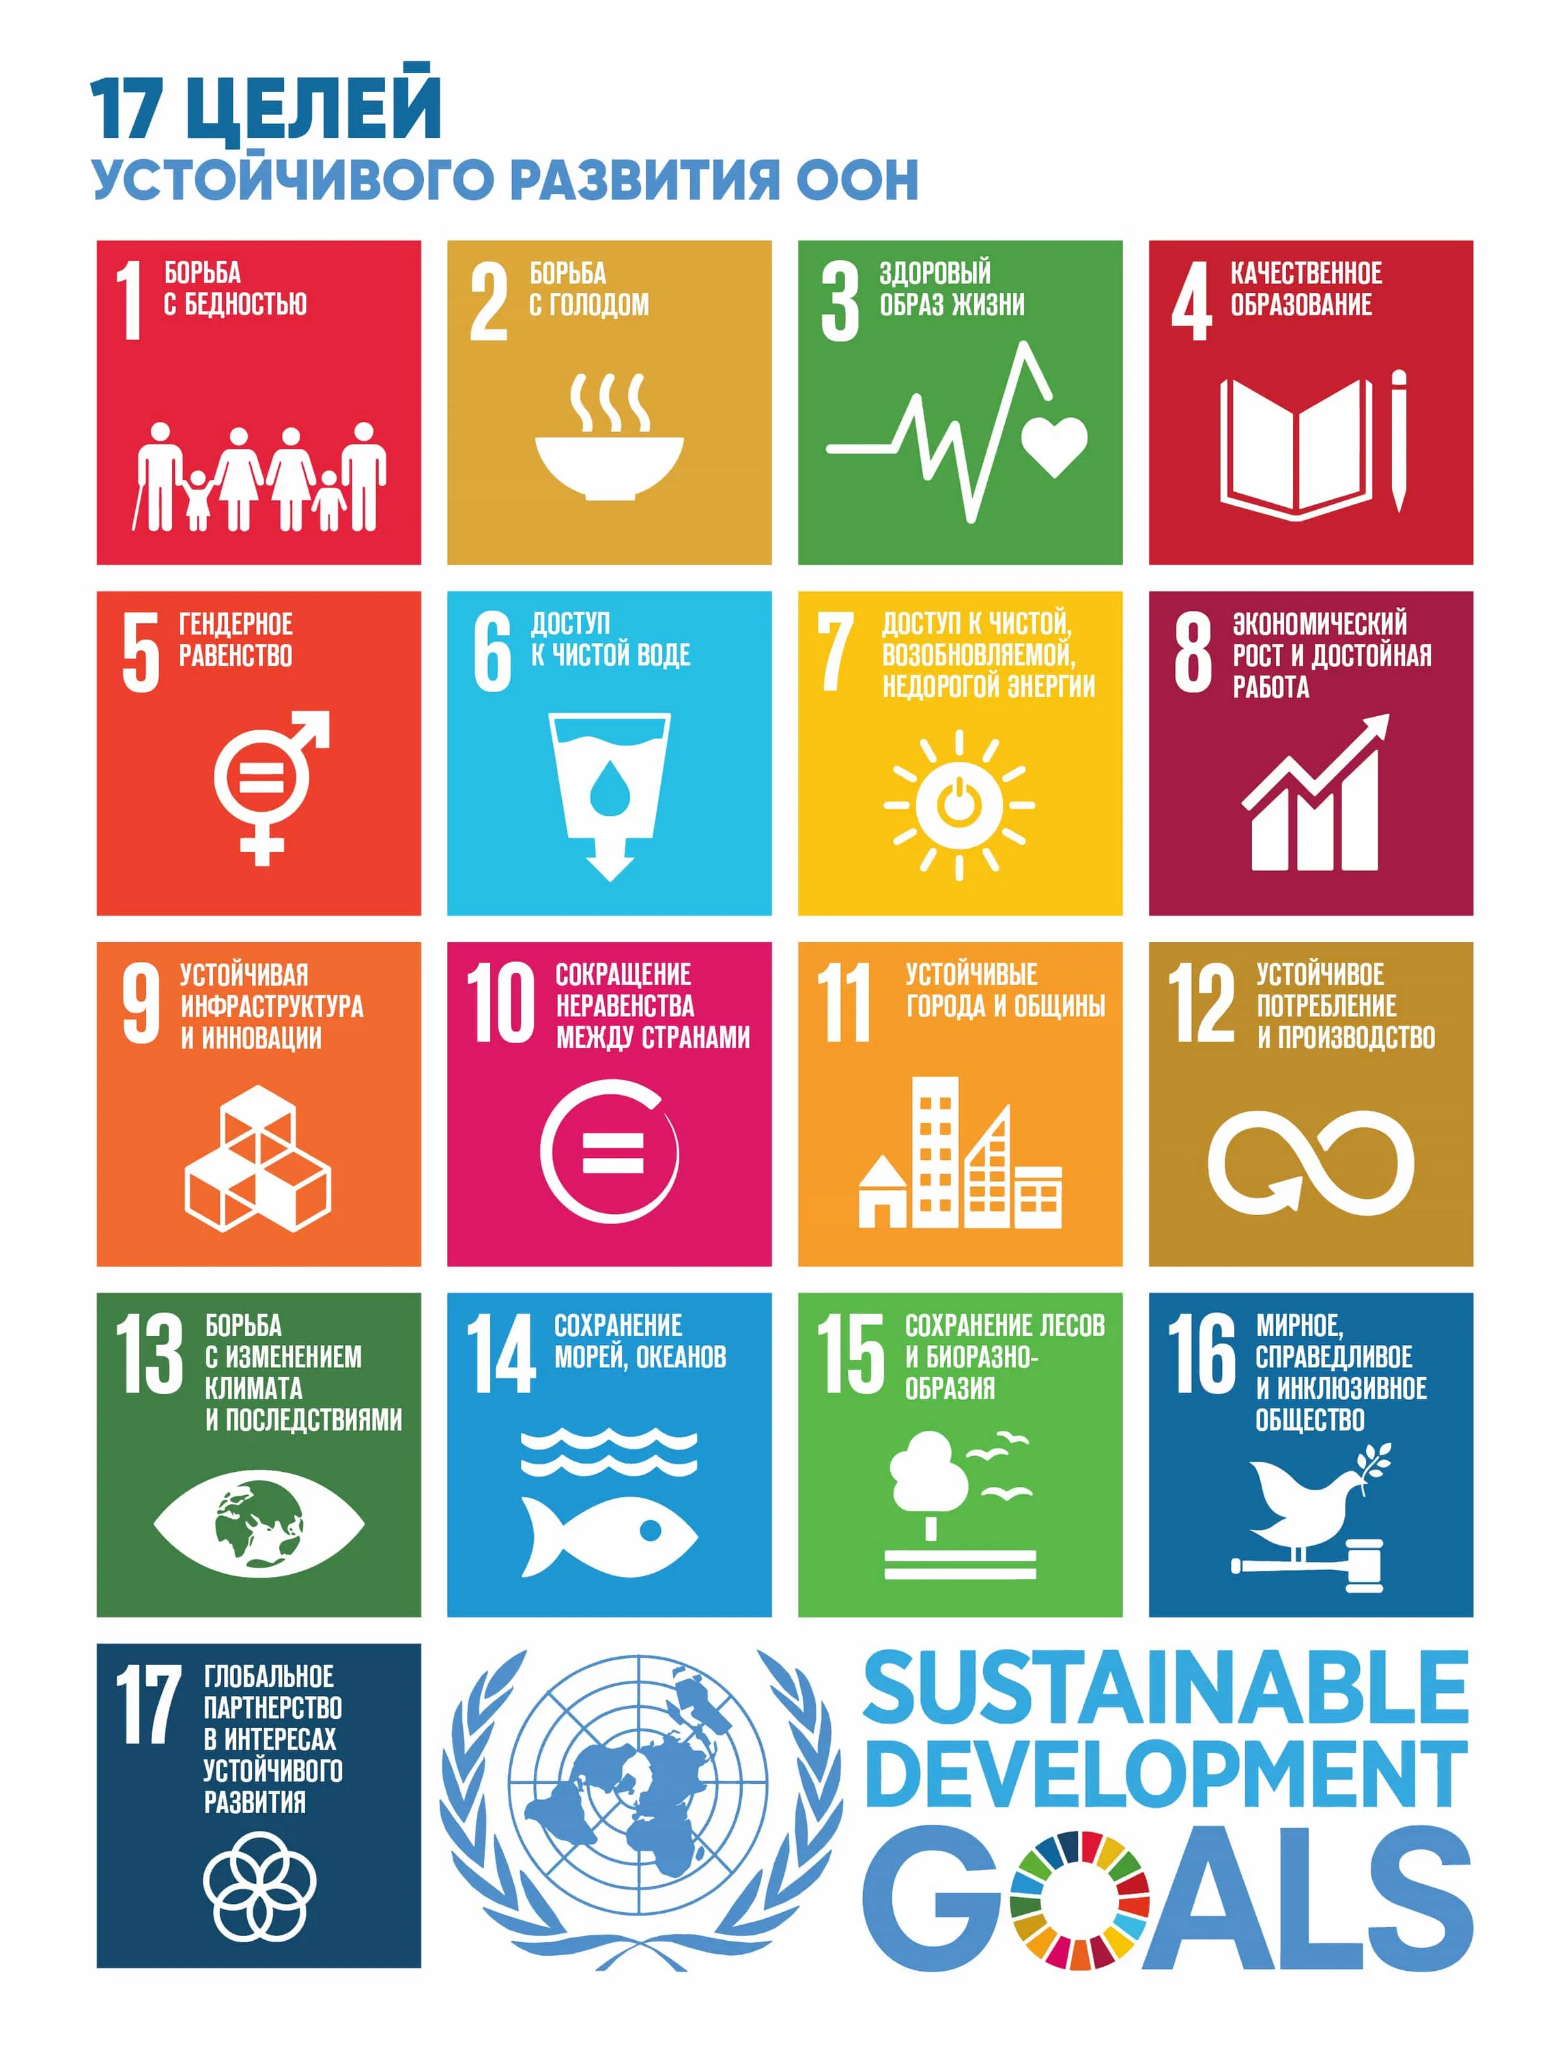 17 ЦЕЛЕЙ
УСТОЙЧИВОГО РАЗВИТИЯ ООН
1
БОРЬБА
С БЕДНОСТЬЮ
2
БОРЬБА
С ГОЛОДОМ
3
ЗДОРОВЫЙ
ОБРАЗ ЖИЗНИ
4
КАЧЕСТВЕННОЕ
ОБРАЗОВАНИЕ
5
ГЕНДЕРНОЕ
РАВЕНСТВО
6
ДОСТУП
К ЧИСТОЙ ВОДЕ
7
ДОСТУП К ЧИСТОЙ,
ВОЗОБНОВЛЯЕМОЙ,
НЕДОРОГОЙ ЭНЕРГИИ
8
ЭКОНОМИЧЕСКИЙ
РОСТ И ДОСТОЙНАЯ
РАБОТА
9
УСТОЙЧИВАЯ
ИНФРАСТРУКТУРА
И ИННОВАЦИИ
10
СОКРАЩЕНИЕ
НЕРАВЕНСТВА
МЕЖДУ СТРАНАМИ
11
УСТОЙЧИВЫЕ
ГОРОДА И ОБЩИНЫ
12
УСТОЙЧИВОЕ
ПОТРЕБЛЕНИЕ
И ПРОИЗВОДСТВО
13
БОРЬБА
С ИЗМЕНЕНИЕМ
КЛИМАТА
И ПОСЛЕДСТВИЯМИ
14
СОХРАНЕНИЕ
МОРЕЙ, ОКЕАНОВ
15
СОХРАНЕНИЕ ЛЕСОВ
И БИОРАЗНО-
ОБРАЗИЯ
16
МИРНОЕ,
СПРАВЕДЛИВОЕ
И ИНКЛЮЗИВНОЕ
ОБЩЕСТВО
17
ГЛОБАЛЬНОЕ
ПАРТНЕРСТВО
В ИНТЕРЕСАХ
УСТОЙЧИВОГО
РАЗВИТИЯ
SUSTAINABLE
DEVELOPMENT
GOALS